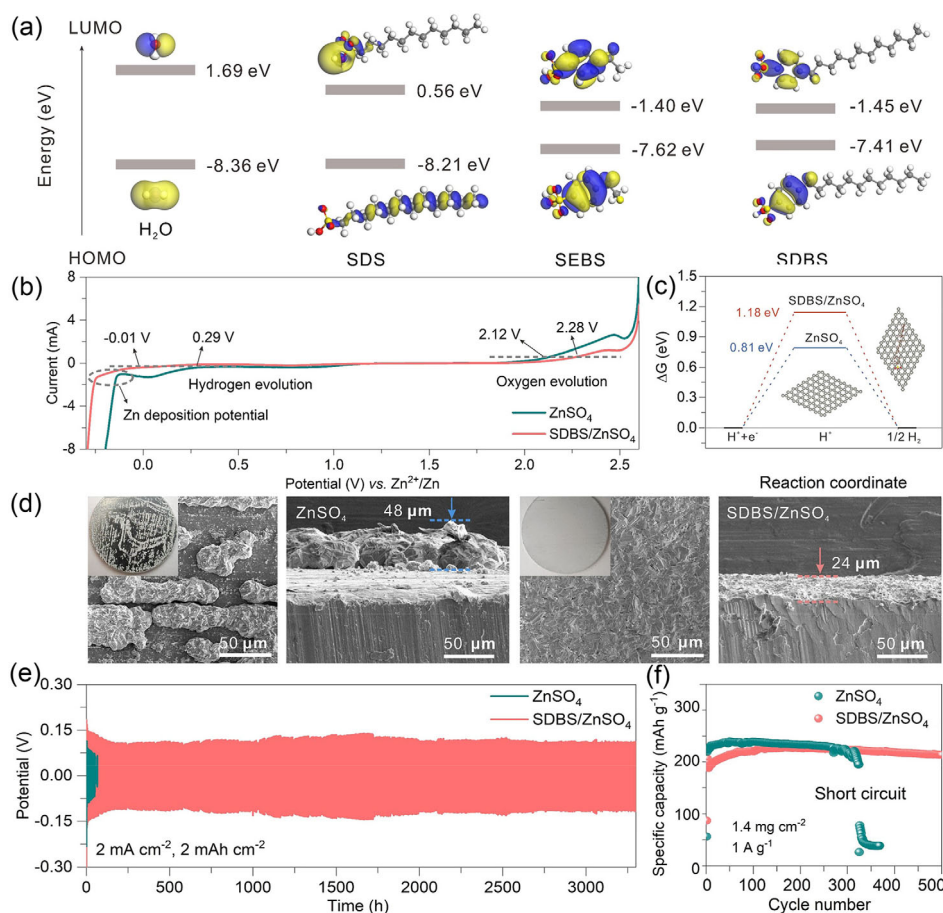 (a)
LUMO
Energy (eV)
1.69 eV
0.56 eV
-1.40 eV
-1.45 eV
-8.36 eV
-8.21 eV
-7.62 eV
-7.41 eV
H₂O
HOMO
SDS
SEBS
SDBS
(b)
Current (mA)
8
4
0
-4
-8
-0.01 V
0.29 V
2.12 V
2.28 V
Hydrogen evolution
Oxygen evolution
Zn deposition potential
ZnSO₄
SDBS/ZnSO₄
0.0
0.5
1.0
1.5
2.0
2.5
Potential (V) vs. Zn²⁺/Zn
(c)
ΔG (eV)
1.5
1.2
0.9
0.6
0.3
0.0
SDBS/ZnSO₄
1.18 eV
ZnSO₄
0.81 eV
H⁺+e⁻
H⁺
1/2 H₂
Reaction coordinate
(d)
50 μm
ZnSO₄
48 μm
50 μm
50 μm
SDBS/ZnSO₄
24 μm
50 μm
(e)
Potential (V)
0.30
0.15
0.00
-0.15
-0.30
ZnSO₄
SDBS/ZnSO₄
2 mA cm⁻², 2 mAh cm⁻²
0
500
1000
1500
2000
2500
3000
Time (h)
(f)
Specific capacity (mAh g⁻¹)
300
200
100
0
ZnSO₄
SDBS/ZnSO₄
Short circuit
1.4 mg cm⁻²
1 A g⁻¹
0
100
200
300
400
500
Cycle number